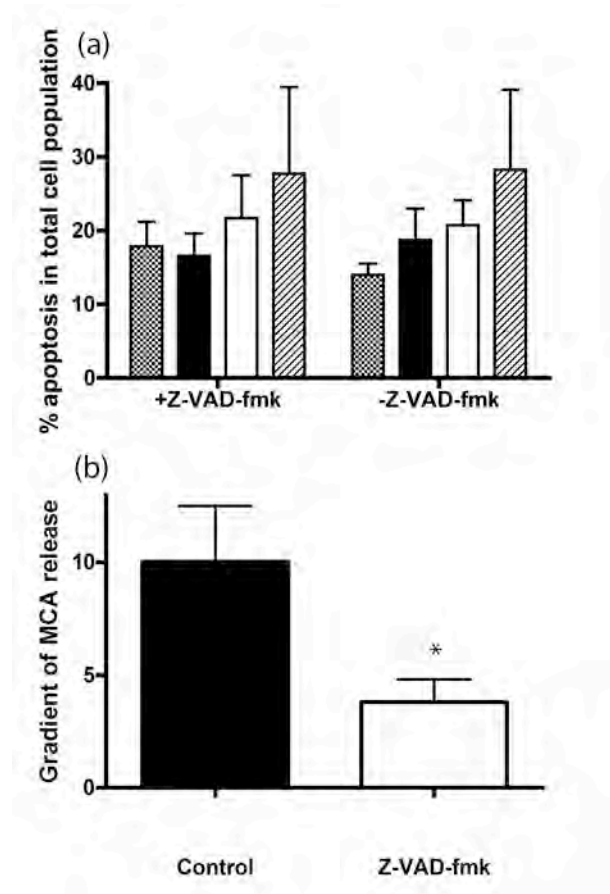 (a)
% apoptosis in total cell population
40
30
20
10
0
+Z-VAD-fmk -Z-VAD-fmk
(b)
Gradient of MCA release
10
5
0
*
Control Z-VAD-fmk